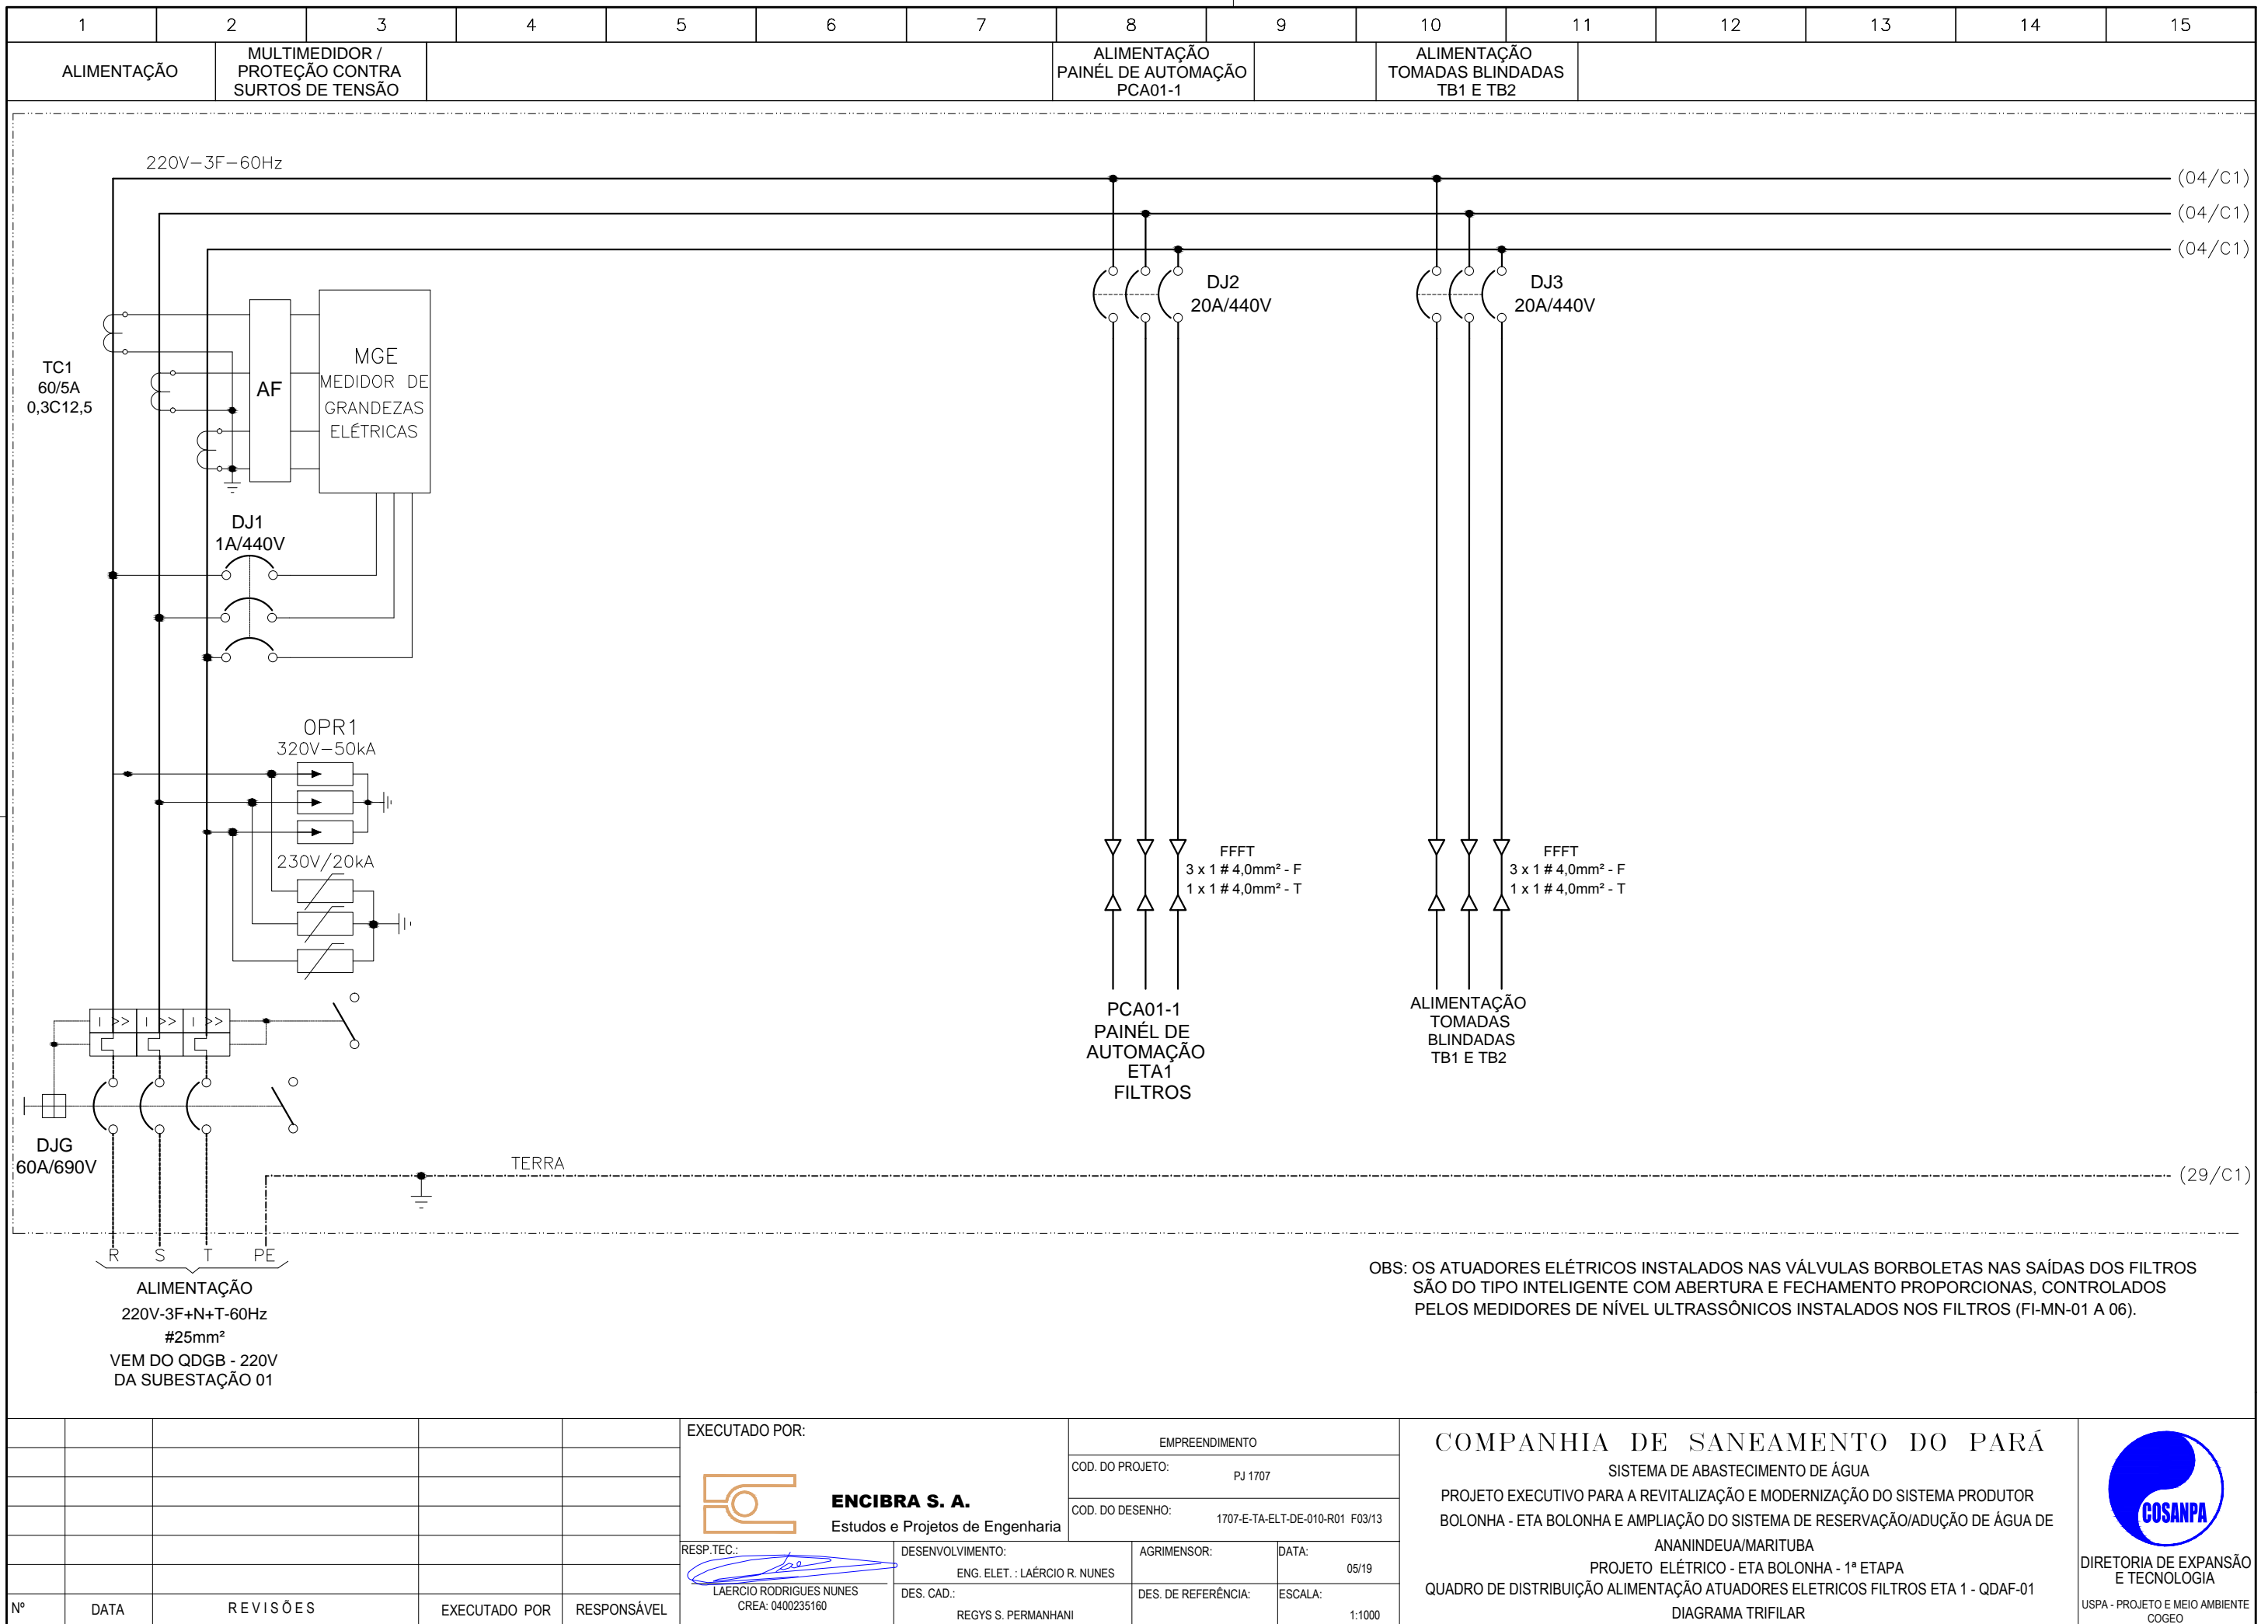 1 2 3 4 5 6 7 8 9 10 11 12 13 14 15
ALIMENTAÇÃO
MULTIMEDIDOR /
PROTEÇÃO CONTRA
SURTOS DE TENSÃO
ALIMENTAÇÃO
PAINÉL DE AUTOMAÇÃO
PCA01-1
ALIMENTAÇÃO
TOMADAS BLINDADAS
TB1 E TB2
220V-3F-60Hz
(04/C1)
(04/C1)
(04/C1)
TC1
60/5A
0,3C12,5
AF
MGE
MEDIDOR DE
GRANDEZAS
ELÉTRICAS
DJ2
20A/440V
DJ3
20A/440V
DJ1
1A/440V
OPR1
320V-50kA
230V/20kA
FFFT
3 x 1 # 4,0mm² - F
1 x 1 # 4,0mm² - T
FFFT
3 x 1 # 4,0mm² - F
1 x 1 # 4,0mm² - T
I >> I >> I >>
PCA01-1
PAINÉL DE
AUTOMAÇÃO
ETA1
FILTROS
ALIMENTAÇÃO
TOMADAS
BLINDADAS
TB1 E TB2
DJG
60A/690V
TERRA
(29/C1)
R S T PE
ALIMENTAÇÃO
220V-3F+N+T-60Hz
#25mm²
VEM DO QDGB - 220V
DA SUBESTAÇÃO 01
OBS: OS ATUADORES ELÉTRICOS INSTALADOS NAS VÁLVULAS BORBOLETAS NAS SAÍDAS DOS FILTROS
SÃO DO TIPO INTELIGENTE COM ABERTURA E FECHAMENTO PROPORCIONAS, CONTROLADOS
PELOS MEDIDORES DE NÍVEL ULTRASSÔNICOS INSTALADOS NOS FILTROS (FI-MN-01 A 06).
Nº DATA REVISÕES EXECUTADO POR RESPONSÁVEL
EXECUTADO POR:
ENCIBRA S. A.
Estudos e Projetos de Engenharia
EMPREENDIMENTO
COD. DO PROJETO: PJ 1707
COD. DO DESENHO: 1707-E-TA-ELT-DE-010-R01 F03/13
RESP.TEC.:
LAERCIO RODRIGUES NUNES
CREA: 0400235160
DESENVOLVIMENTO:
ENG. ELET. : LAÉRCIO R. NUNES
AGRIMENSOR:
DATA:
05/19
DES. CAD.:
REGYS S. PERMANHANI
DES. DE REFERÊNCIA:
ESCALA:
1:1000
COMPANHIA DE SANEAMENTO DO PARÁ
SISTEMA DE ABASTECIMENTO DE ÁGUA
PROJETO EXECUTIVO PARA A REVITALIZAÇÃO E MODERNIZAÇÃO DO SISTEMA PRODUTOR
BOLONHA - ETA BOLONHA E AMPLIAÇÃO DO SISTEMA DE RESERVAÇÃO/ADUÇÃO DE ÁGUA DE
ANANINDEUA/MARITUBA
PROJETO ELÉTRICO - ETA BOLONHA - 1ª ETAPA
QUADRO DE DISTRIBUIÇÃO ALIMENTAÇÃO ATUADORES ELETRICOS FILTROS ETA 1 - QDAF-01
DIAGRAMA TRIFILAR
COSANPA
DIRETORIA DE EXPANSÃO
E TECNOLOGIA
USPA - PROJETO E MEIO AMBIENTE
COGEO